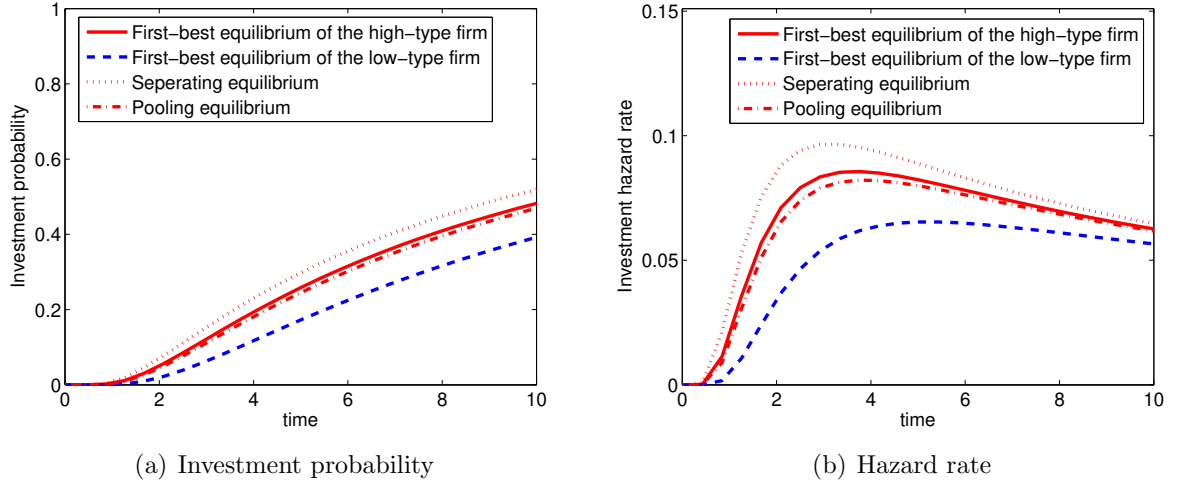 First−best equilibrium of the high−type firm
First−best equilibrium of the low−type firm
Seperating equilibrium
Pooling equilibrium
1
0.8
0.6
0.4
0.2
0
Investment probability
0 2 4 6 8 10
time
(a) Investment probability
First−best equilibrium of the high−type firm
First−best equilibrium of the low−type firm
Seperating equilibrium
Pooling equilibrium
0.15
0.1
0.05
0
Investment hazard rate
0 2 4 6 8 10
time
(b) Hazard rate